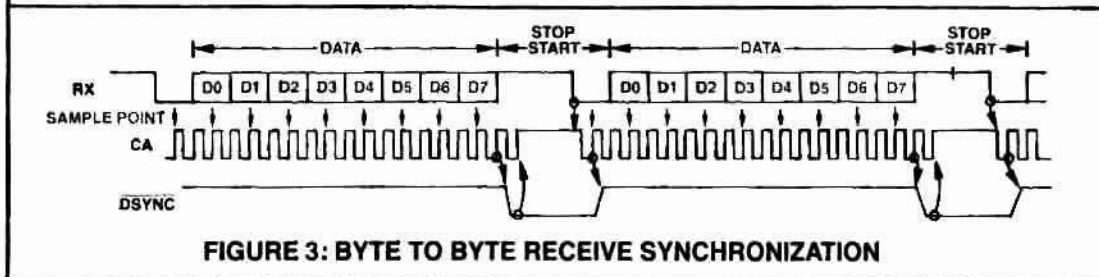 STOP
DATA START DATA STOP START
RX D0 D1 D2 D3 D4 D5 D6 D7 D0 D1 D2 D3 D4 D5 D6 D7
SAMPLE POINT
CA
DSYNC
FIGURE 3: BYTE TO BYTE RECEIVE SYNCHRONIZATION